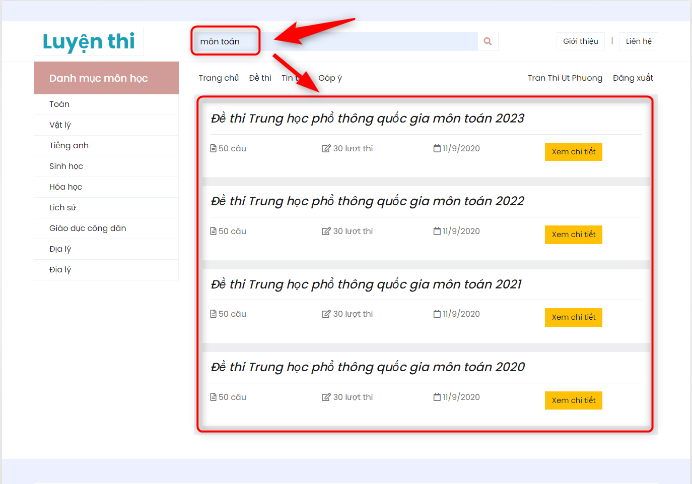 Luyện thi
môn toán
Giới thiệu | Liên hệ
Danh mục môn học
Toán
Vật lý
Tiếng anh
Sinh học
Hóa học
Lịch sử
Giáo dục công dân
Địa lý
Địa lý
Trang chủ Đề thi Tin Góp ý
Tran Thi Ut Phuong Đăng xuất
Đề thi Trung học phổ thông quốc gia môn toán 2023
50 câu 30 lượt thi 11/9/2020 Xem chi tiết
Đề thi Trung học phổ thông quốc gia môn toán 2022
50 câu 30 lượt thi 11/9/2020 Xem chi tiết
Đề thi Trung học phổ thông quốc gia môn toán 2021
50 câu 30 lượt thi 11/9/2020 Xem chi tiết
Đề thi Trung học phổ thông quốc gia môn toán 2020
50 câu 30 lượt thi 11/9/2020 Xem chi tiết